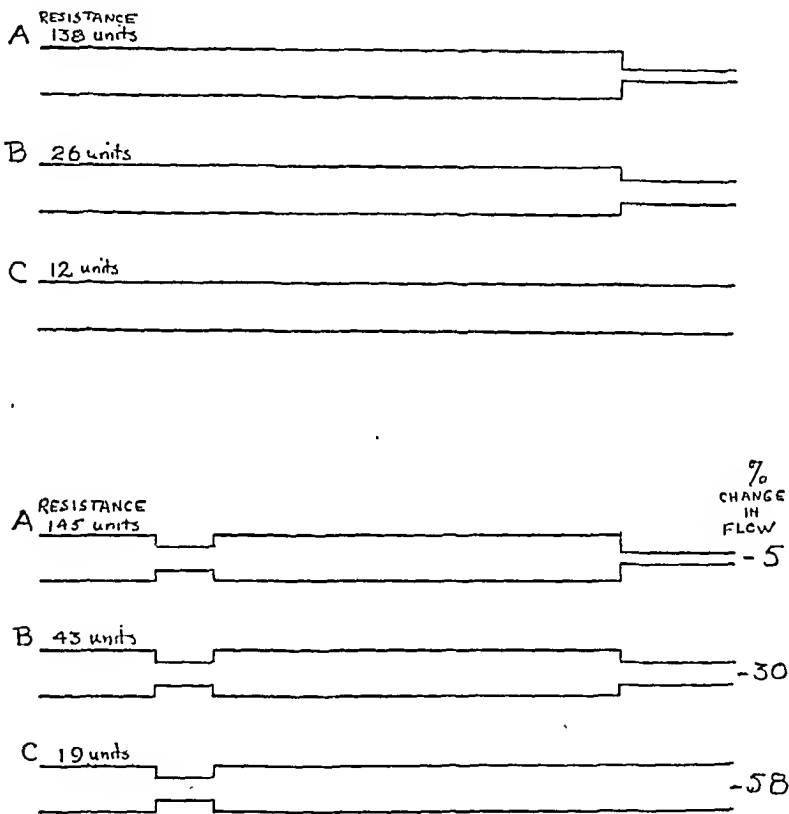 RESISTANCE
A 138 units
B 26 units
C 12 units
%
CHANGE
IN
FLOW
RESISTANCE
A 145 units
-5
B 43 units
-30
C 19 units
-58